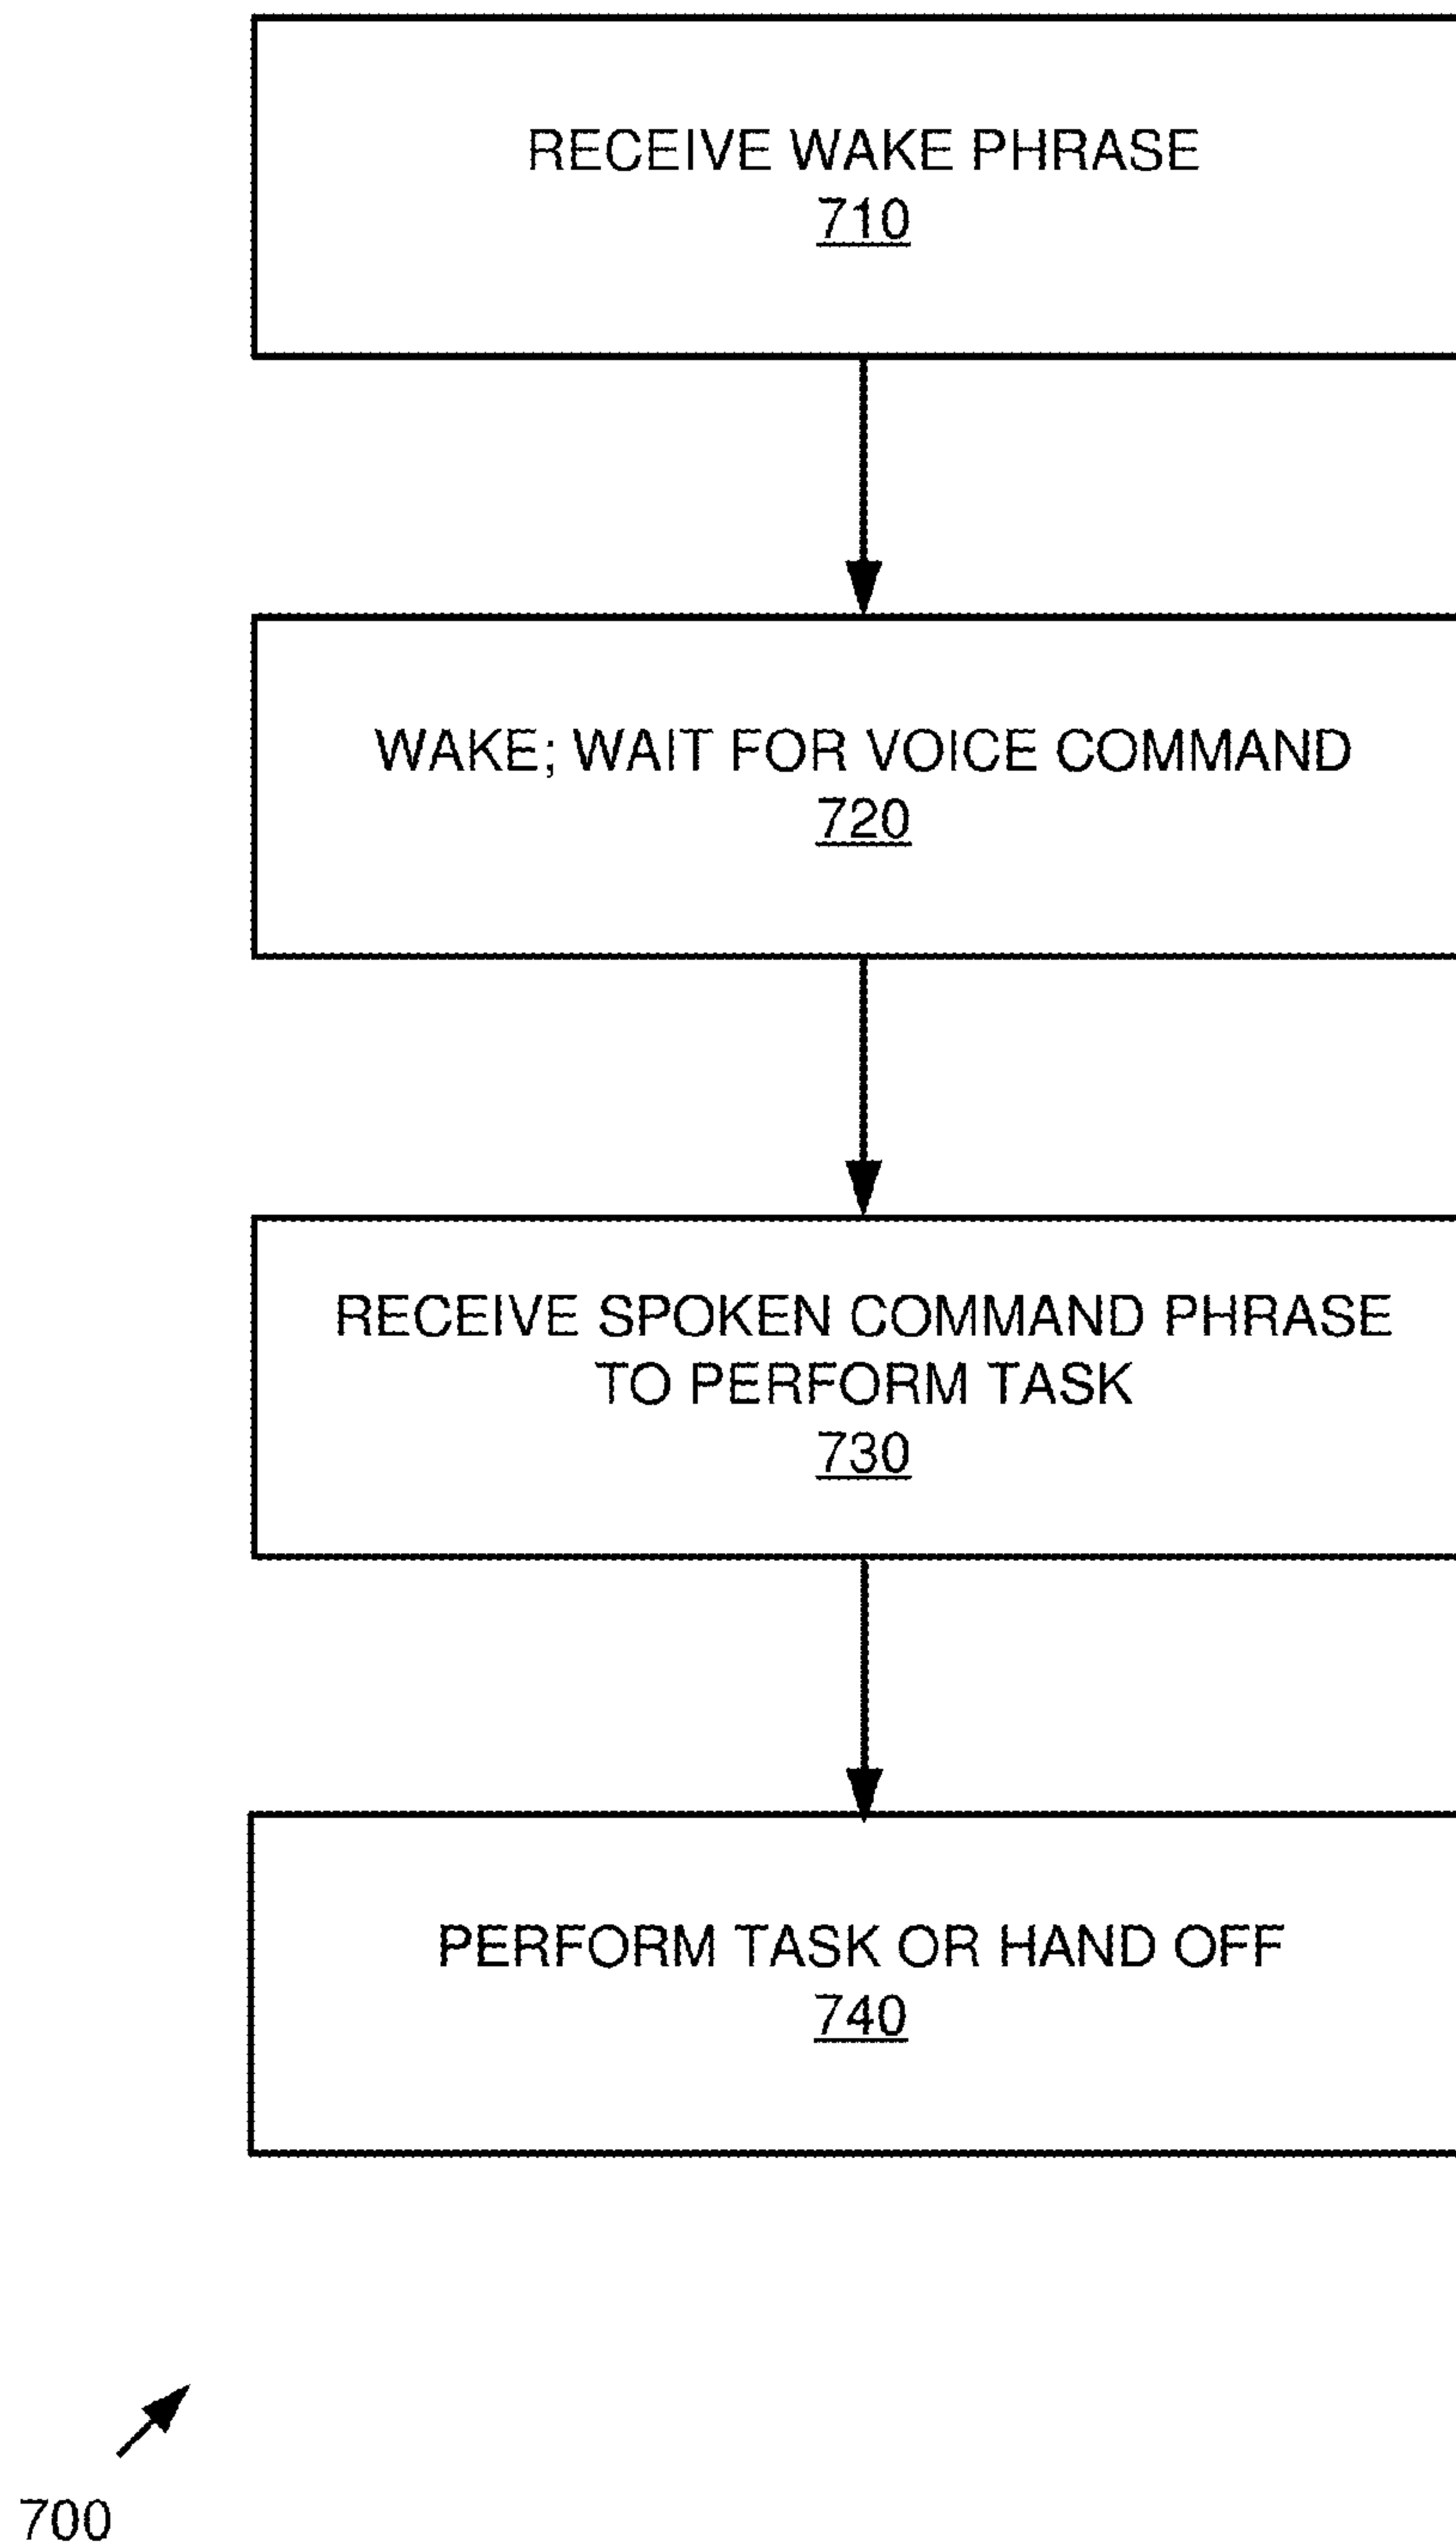 RECEIVE WAKE PHRASE
710
WAKE; WAIT FOR VOICE COMMAND
720
RECEIVE SPOKEN COMMAND PHRASE
TO PERFORM TASK
730
PERFORM TASK OR HAND OFF
740
700